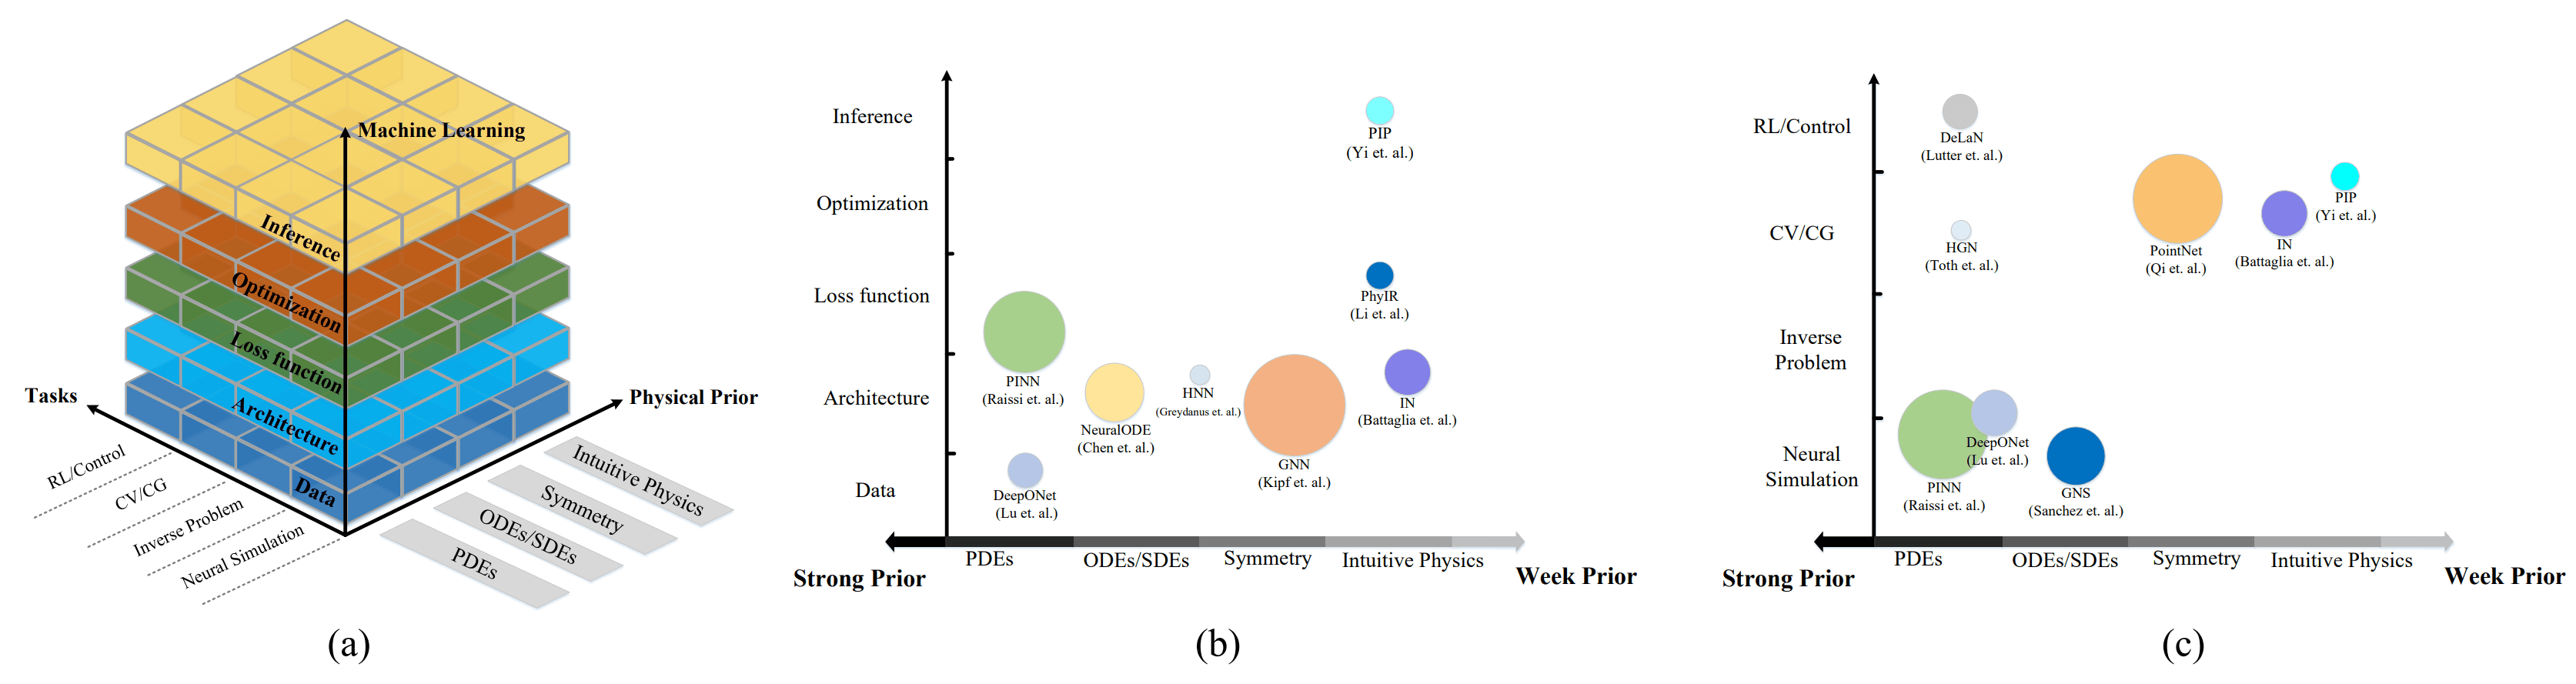 Machine Learning
Inference
Optimization
Loss function
Architecture
Data
Tasks
Physical Prior
RL/Control
CV/CG
Inverse Problem
Neural Simulation
Intuitive Physics
Symmetry
ODEs/SDEs
PDEs
(a)
Inference
Optimization
Loss function
Architecture
Data
PIP
(Yi et. al.)
PhyIR
(Li et. al.)
PINN
(Raissi et. al.)
NeuralODE
(Chen et. al.)
HNN
(Greydanus et. al.)
GNN
(Kipf et. al.)
IN
(Battaglia et. al.)
DeepONet
(Lu et. al.)
PDEs
ODEs/SDEs
Symmetry
Intuitive Physics
Strong Prior
Week Prior
(b)
RL/Control
CV/CG
Inverse
Problem
Neural
Simulation
DeLaN
(Lutter et. al.)
HGN
(Toth et. al.)
PointNet
(Qi et. al.)
IN
(Battaglia et. al.)
PIP
(Yi et. al.)
DeepONet
(Lu et. al.)
PINN
(Raissi et. al.)
GNS
(Sanchez et. al.)
PDEs
ODEs/SDEs
Symmetry
Intuitive Physics
Strong Prior
Week Prior
(c)